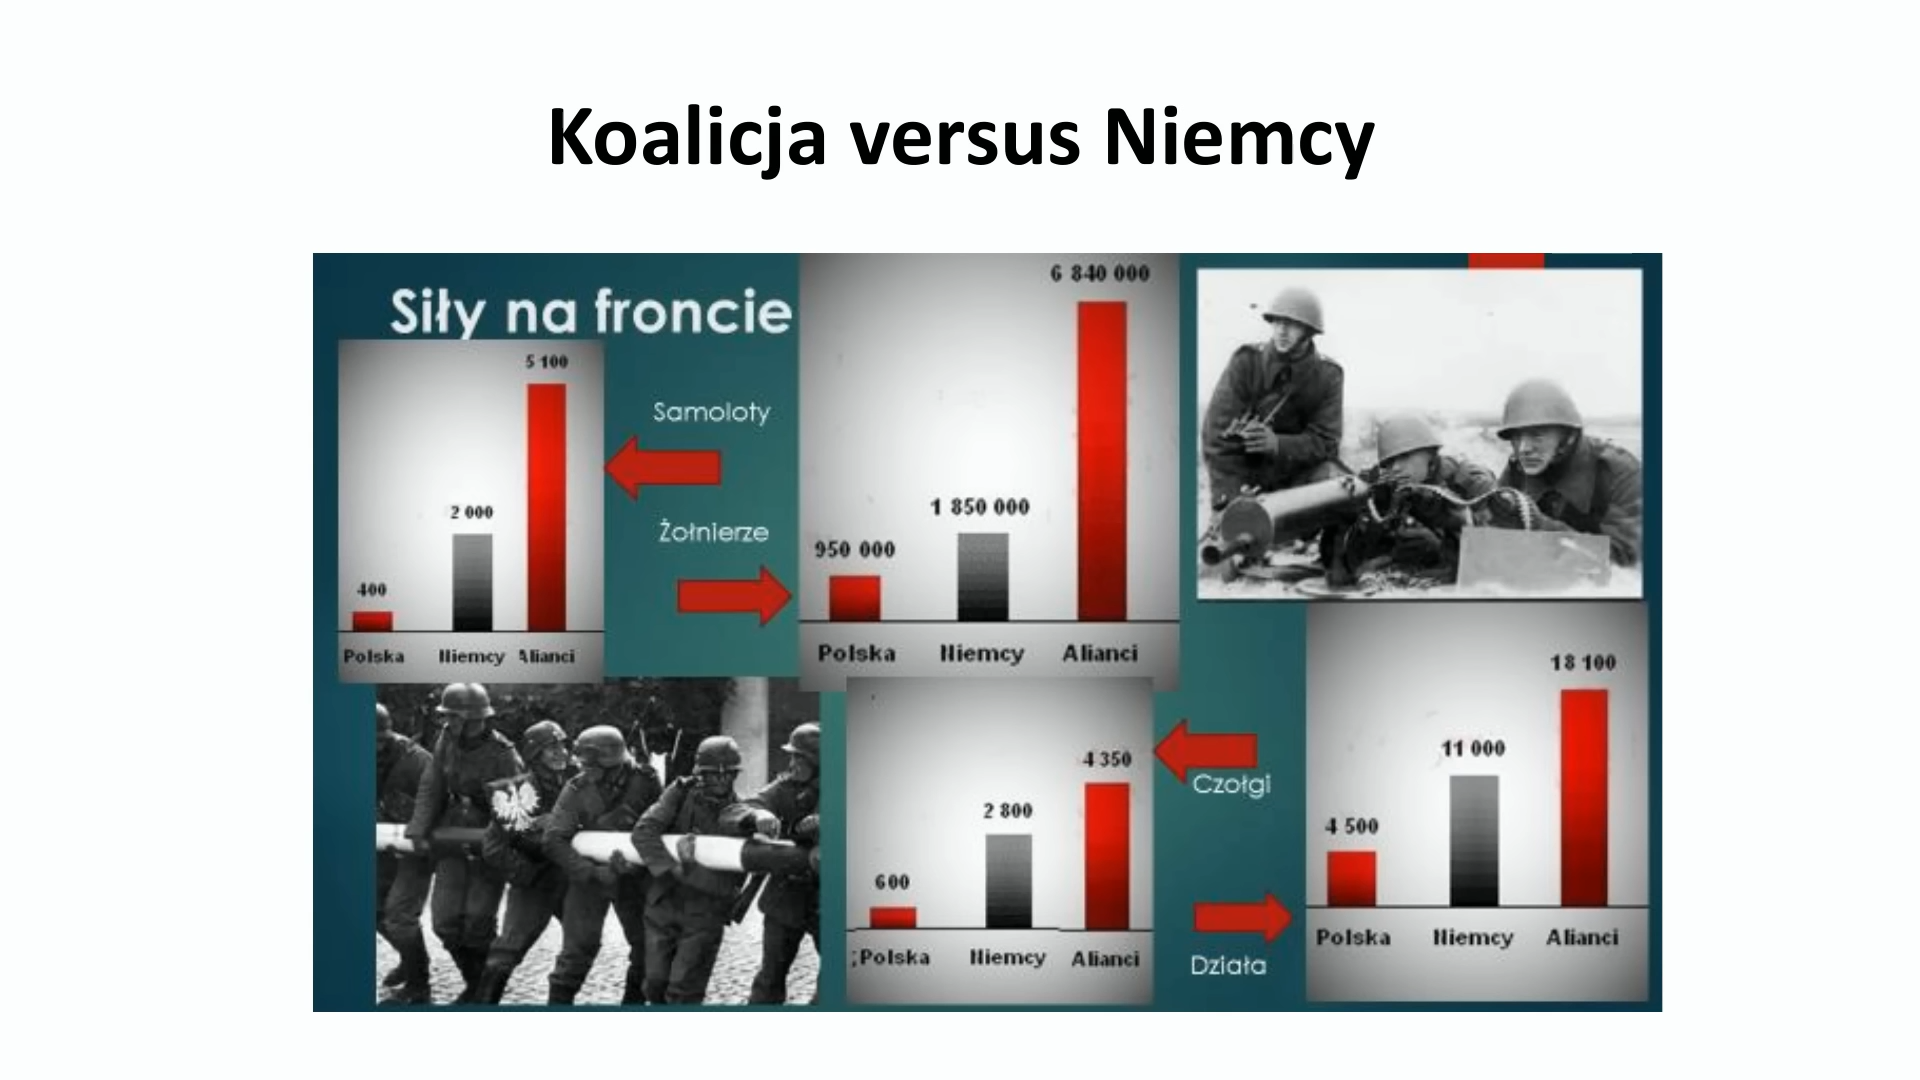 Koalicja versus Niemcy
Siły na froncie
5 100
2 000
400
Polska Niemcy Alianci
Samoloty
Żołnierze
6 840 000
1 850 000
950 000
Polska Niemcy Alianci
4 350
2 800
600
;Polska Niemcy Alianci
Czołgi
Działa
18 100
11 000
4 500
Polska Niemcy Alianci